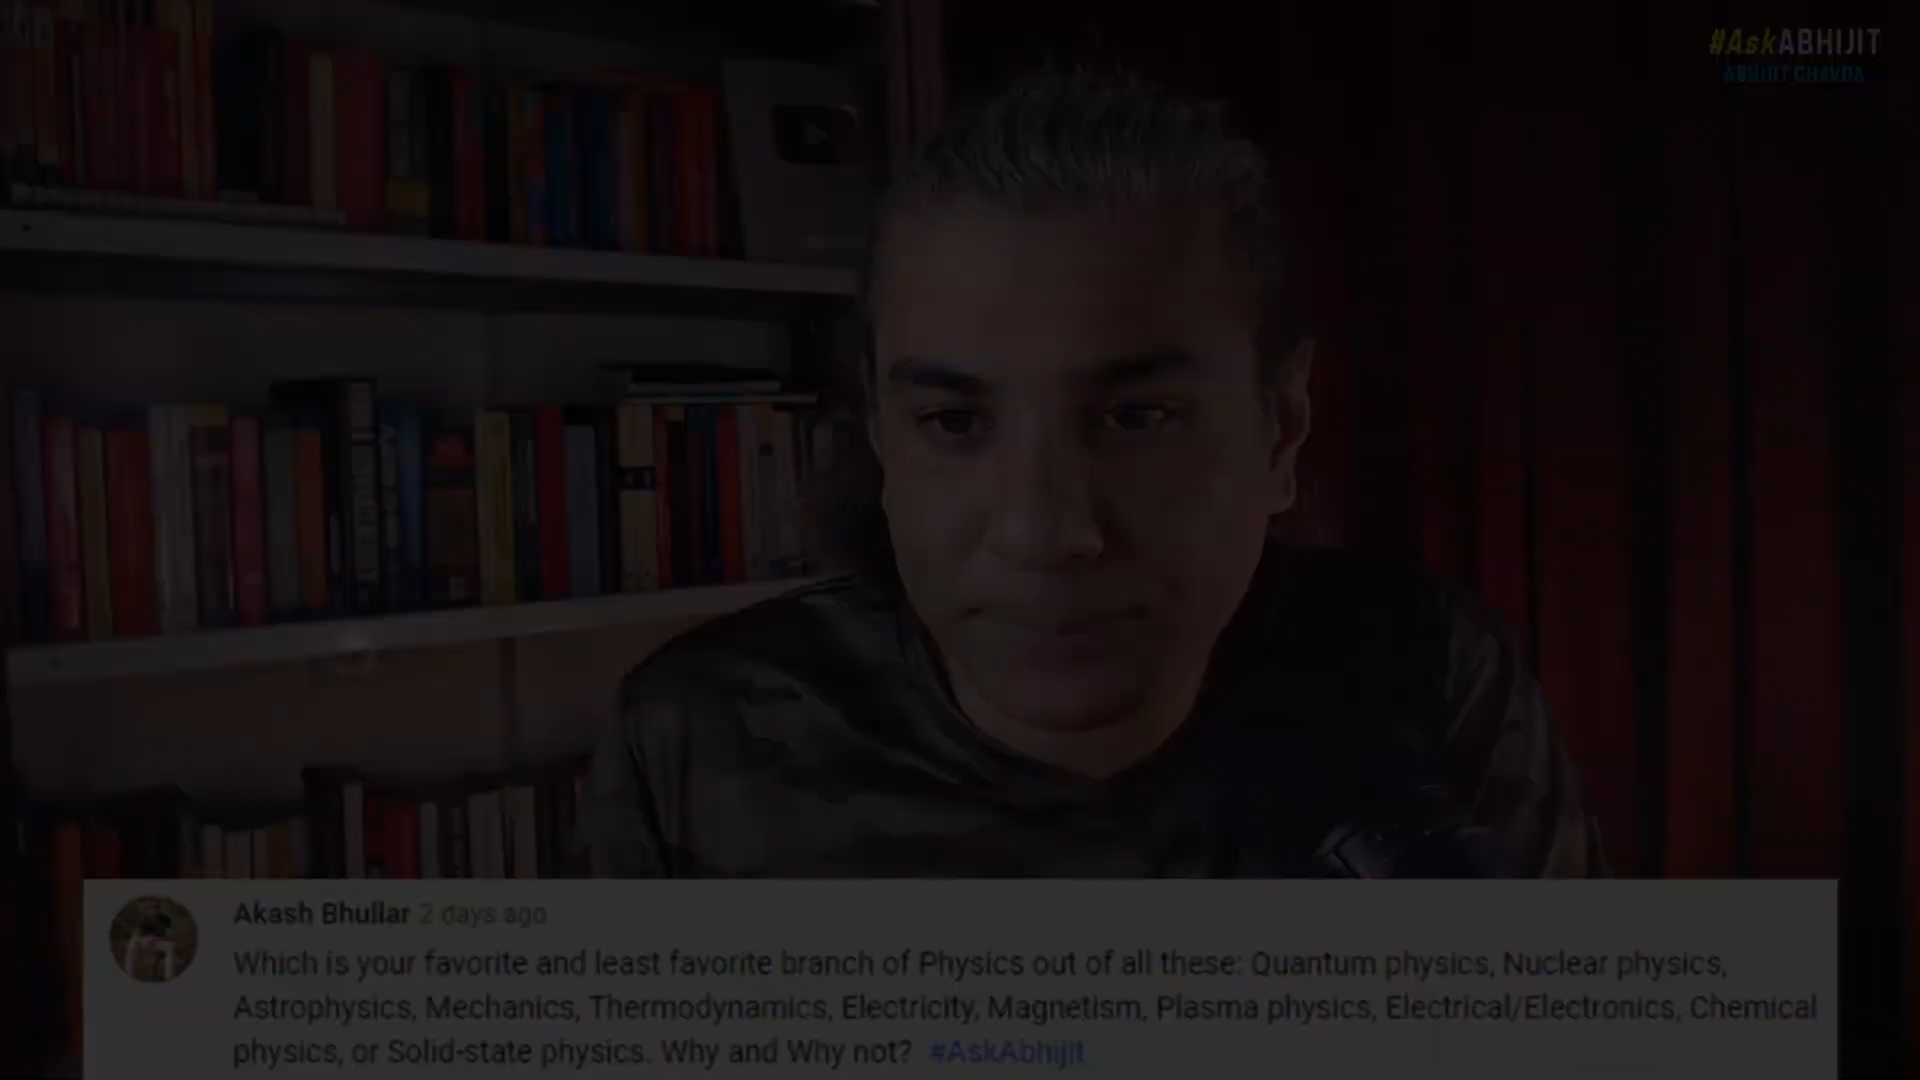 #AskABHIJIT
ABHIJIT CHAVDA
Akash Bhullar 2 days ago
Which is your favorite and least favorite branch of Physics out of all these: Quantum physics, Nuclear physics,
Astrophysics, Mechanics, Thermodynamics, Electricity, Magnetism, Plasma physics, Electrical/Electronics, Chemical
physics, or Solid-state physics. Why and Why not? #AskAbhijit